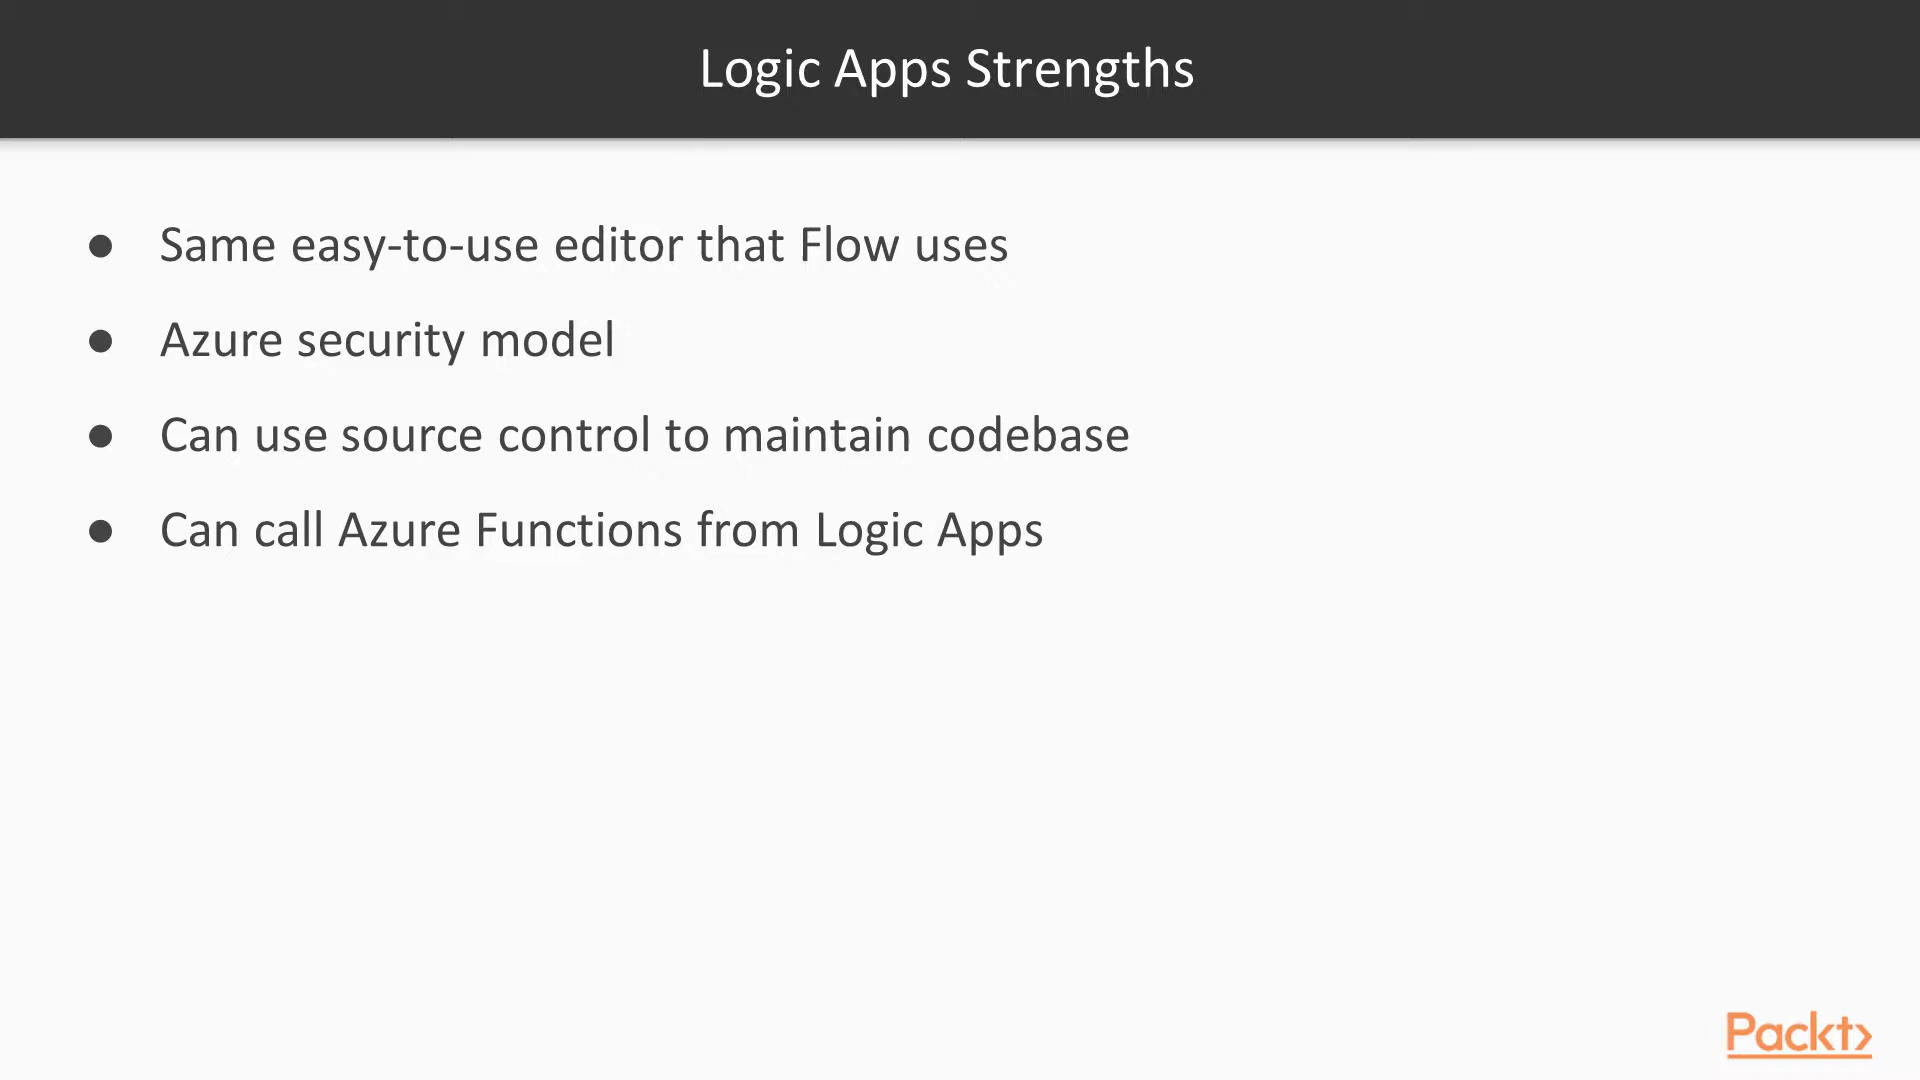 Logic Apps Strengths
● Same easy-to-use editor that Flow uses
● Azure security model
● Can use source control to maintain codebase
● Can call Azure Functions from Logic Apps
Packt>